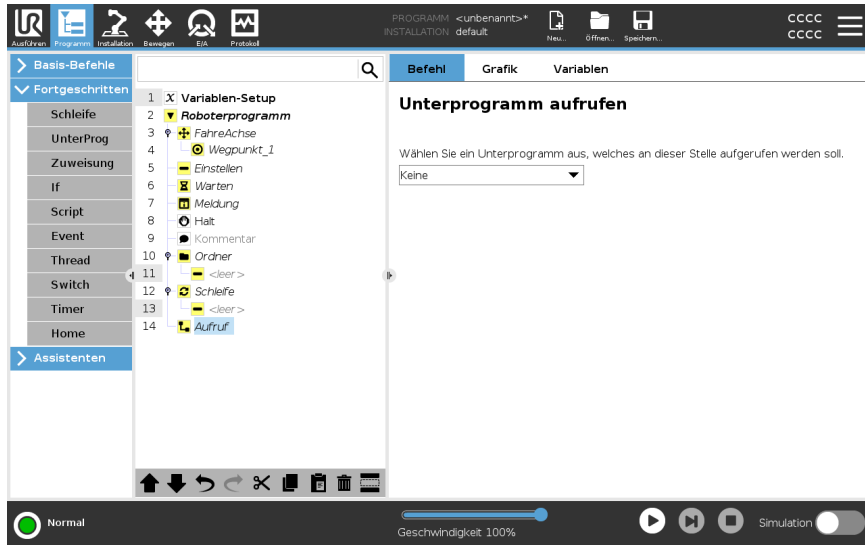 PROGRAMM <unbenannt>*
INSTALLATION default
Ausführen Programm Installation Bewegen E/A Protokoll
Neu... Öffnen... Speichern...
CCCC
CCCC
Basis-Befehle
Fortgeschritten
Schleife
UnterProg
Zuweisung
If
Script
Event
Thread
Switch
Timer
Home
Assistenten
1 X Variablen-Setup
2 Roboterprogramm
3 FahreAchse
4 Wegpunkt_1
5 Einstellen
6 Warten
7 Meldung
8 Halt
9 Kommentar
10 Ordner
11 <leer>
12 Schleife
13 <leer>
14 Aufruf
Befehl Grafik Variablen
Unterprogramm aufrufen
Wählen Sie ein Unterprogramm aus, welches an dieser Stelle aufgerufen werden soll.
Keine
Normal
Geschwindigkeit 100%
Simulation